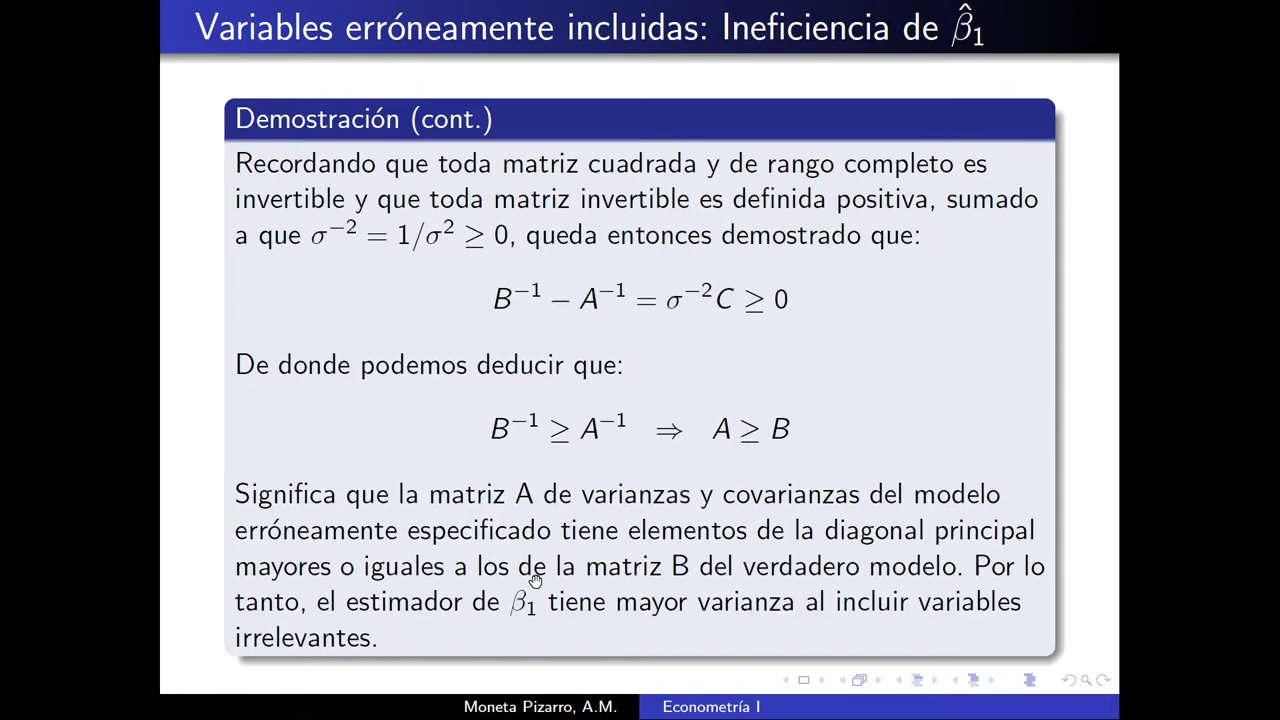 Variables erróneamente incluidas: Ineficiencia de β̂₁
Demostración (cont.)
Recordando que toda matriz cuadrada y de rango completo es
invertible y que toda matriz invertible es definida positiva, sumado
a que σ⁻² = 1/σ² ≥ 0, queda entonces demostrado que:
B⁻¹ − A⁻¹ = σ⁻²C ≥ 0
De donde podemos deducir que:
B⁻¹ ≥ A⁻¹ ⇒ A ≥ B
Significa que la matriz A de varianzas y covarianzas del modelo
erróneamente especificado tiene elementos de la diagonal principal
mayores o iguales a los de la matriz B del verdadero modelo. Por lo
tanto, el estimador de β₁ tiene mayor varianza al incluir variables
irrelevantes.
Moneta Pizarro, A.M. Econometría I